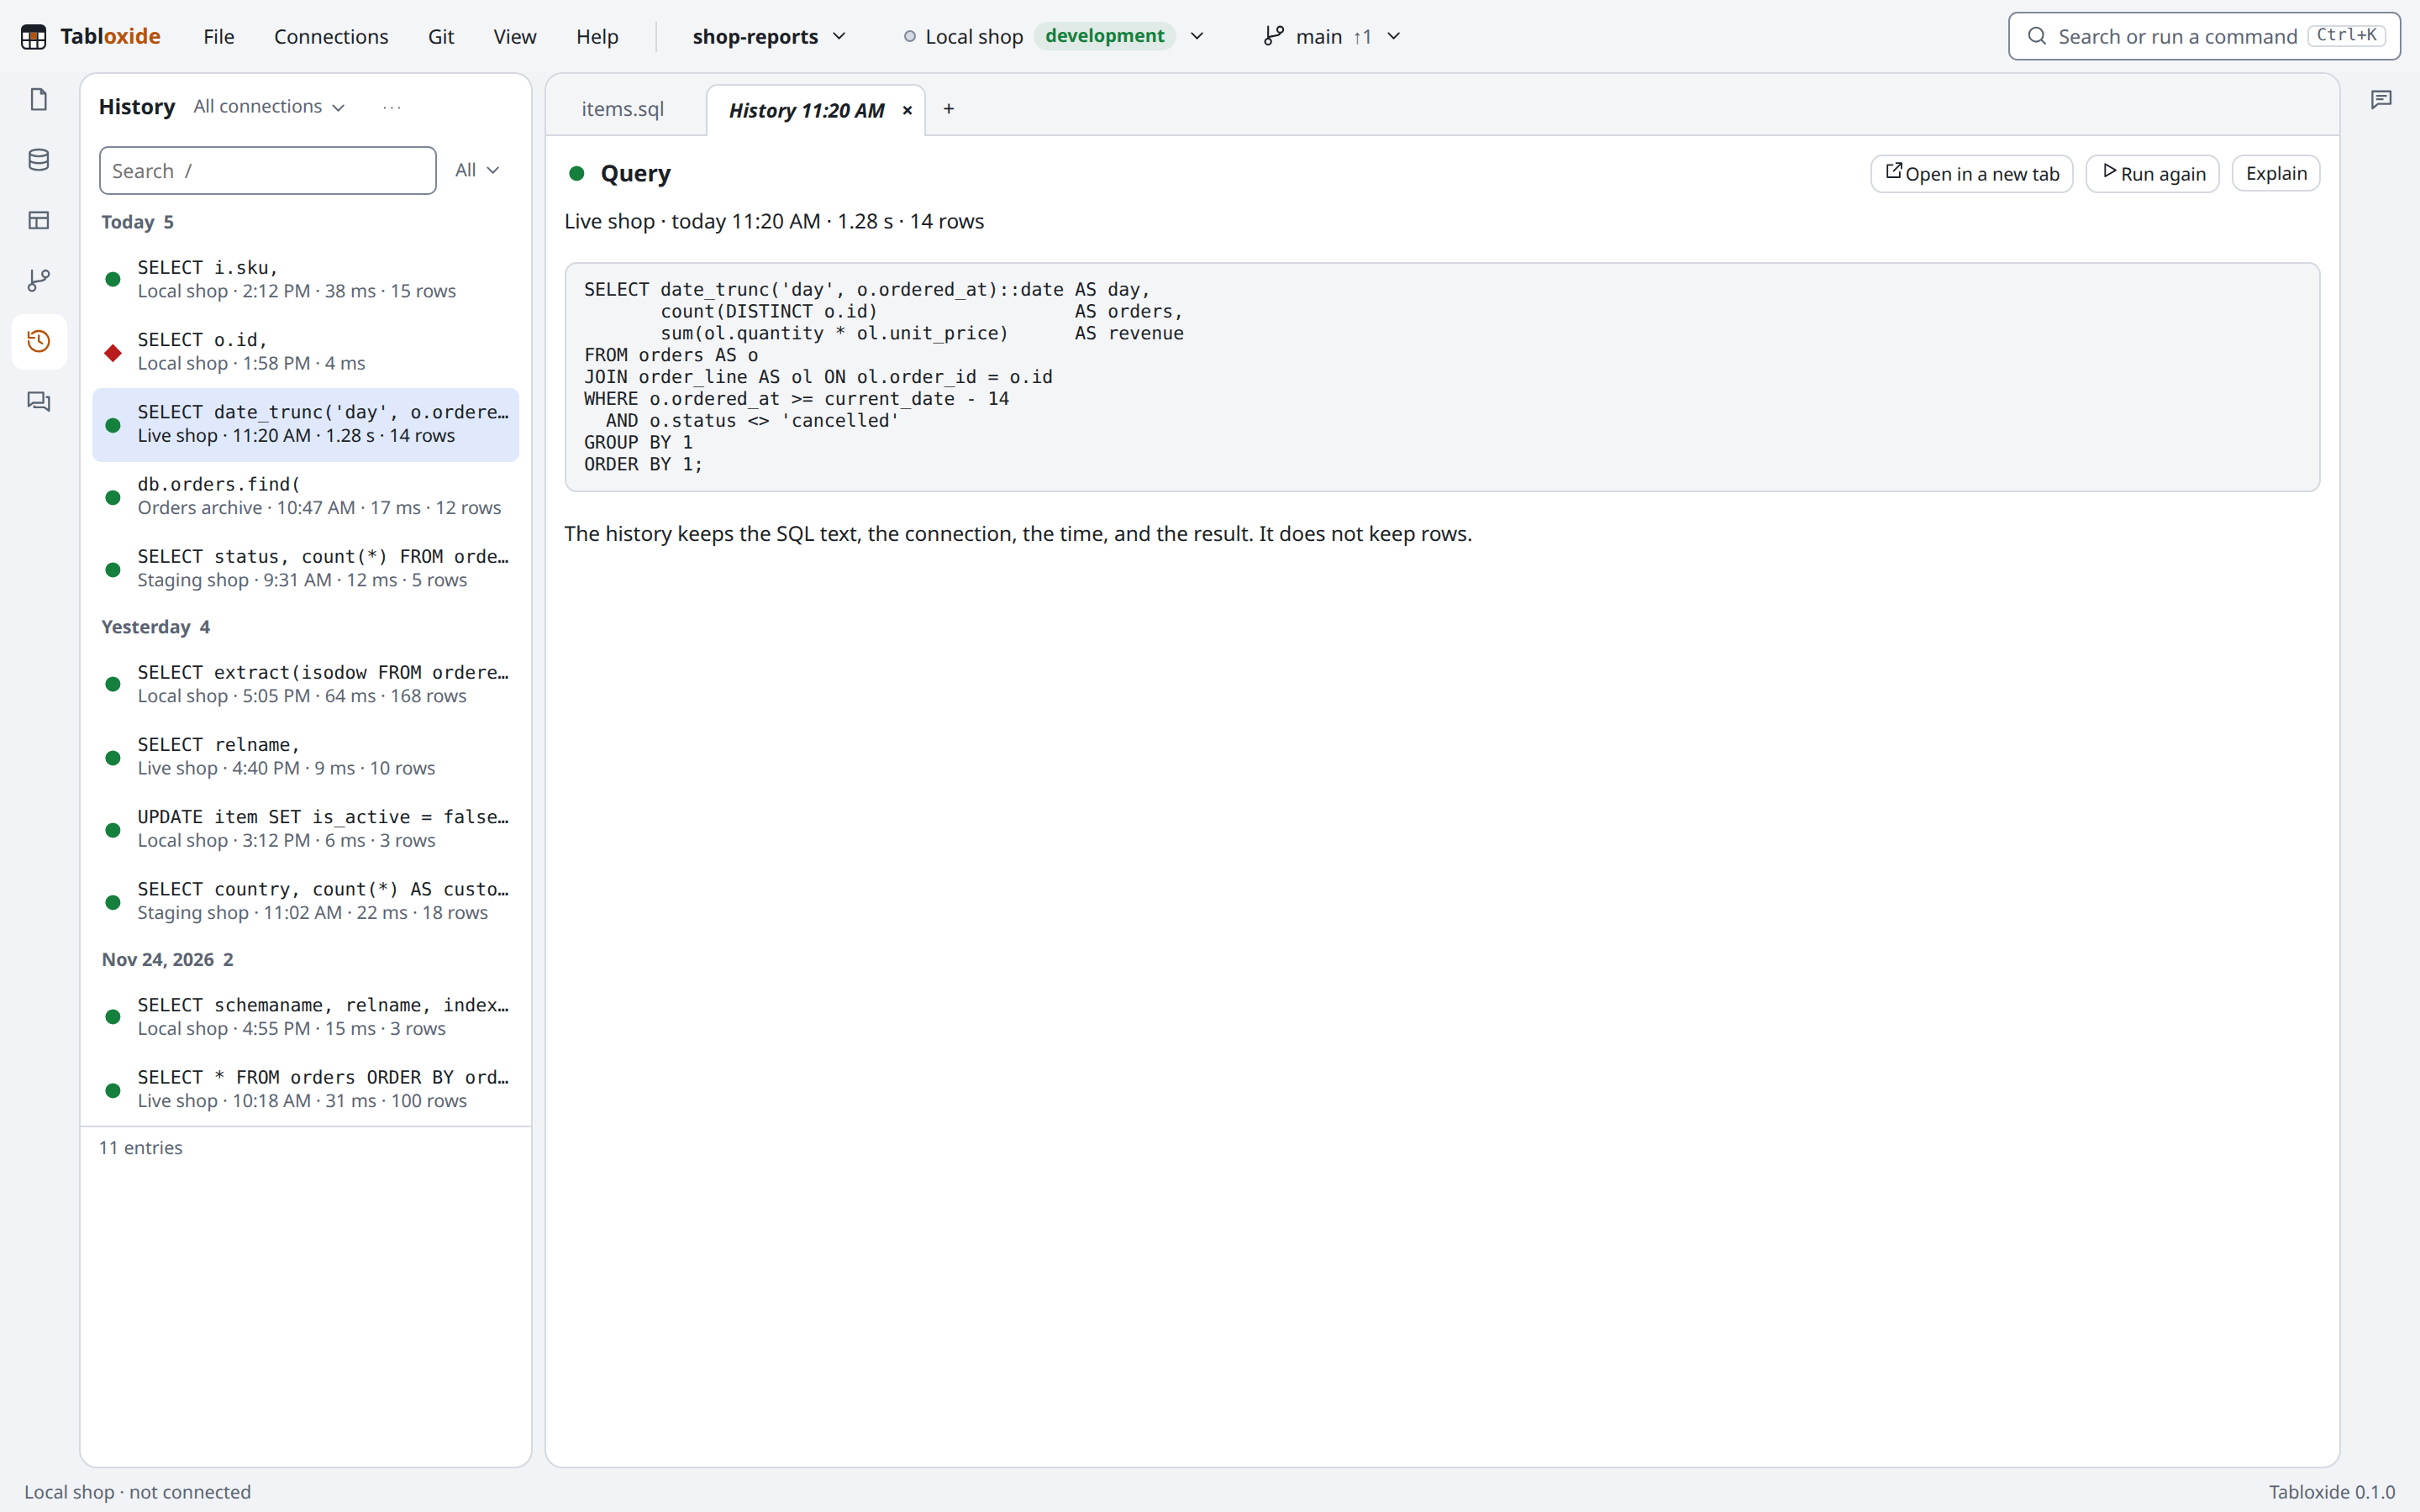 Tabloxide File Connections Git View Help shop-reports Local shop development main ↑1 Search or run a command Ctrl+K
History All connections ···
Search /
All
Today 5
SELECT i.sku,
Local shop · 2:12 PM · 38 ms · 15 rows
SELECT o.id,
Local shop · 1:58 PM · 4 ms
SELECT date_trunc('day', o.ordere…
Live shop · 11:20 AM · 1.28 s · 14 rows
db.orders.find(
Orders archive · 10:47 AM · 17 ms · 12 rows
SELECT status, count(*) FROM orde…
Staging shop · 9:31 AM · 12 ms · 5 rows
Yesterday 4
SELECT extract(isodow FROM ordere…
Local shop · 5:05 PM · 64 ms · 168 rows
SELECT relname,
Live shop · 4:40 PM · 9 ms · 10 rows
UPDATE item SET is_active = false…
Local shop · 3:12 PM · 6 ms · 3 rows
SELECT country, count(*) AS custo…
Staging shop · 11:02 AM · 22 ms · 18 rows
Nov 24, 2026 2
SELECT schemaname, relname, index…
Local shop · 4:55 PM · 15 ms · 3 rows
SELECT * FROM orders ORDER BY ord…
Live shop · 10:18 AM · 31 ms · 100 rows
11 entries
items.sql History 11:20 AM × +
Query
Open in a new tab Run again Explain
Live shop · today 11:20 AM · 1.28 s · 14 rows
SELECT date_trunc('day', o.ordered_at)::date AS day,
       count(DISTINCT o.id)                  AS orders,
       sum(ol.quantity * ol.unit_price)      AS revenue
FROM orders AS o
JOIN order_line AS ol ON ol.order_id = o.id
WHERE o.ordered_at >= current_date - 14
  AND o.status <> 'cancelled'
GROUP BY 1
ORDER BY 1;
The history keeps the SQL text, the connection, the time, and the result. It does not keep rows.
Local shop · not connected
Tabloxide 0.1.0